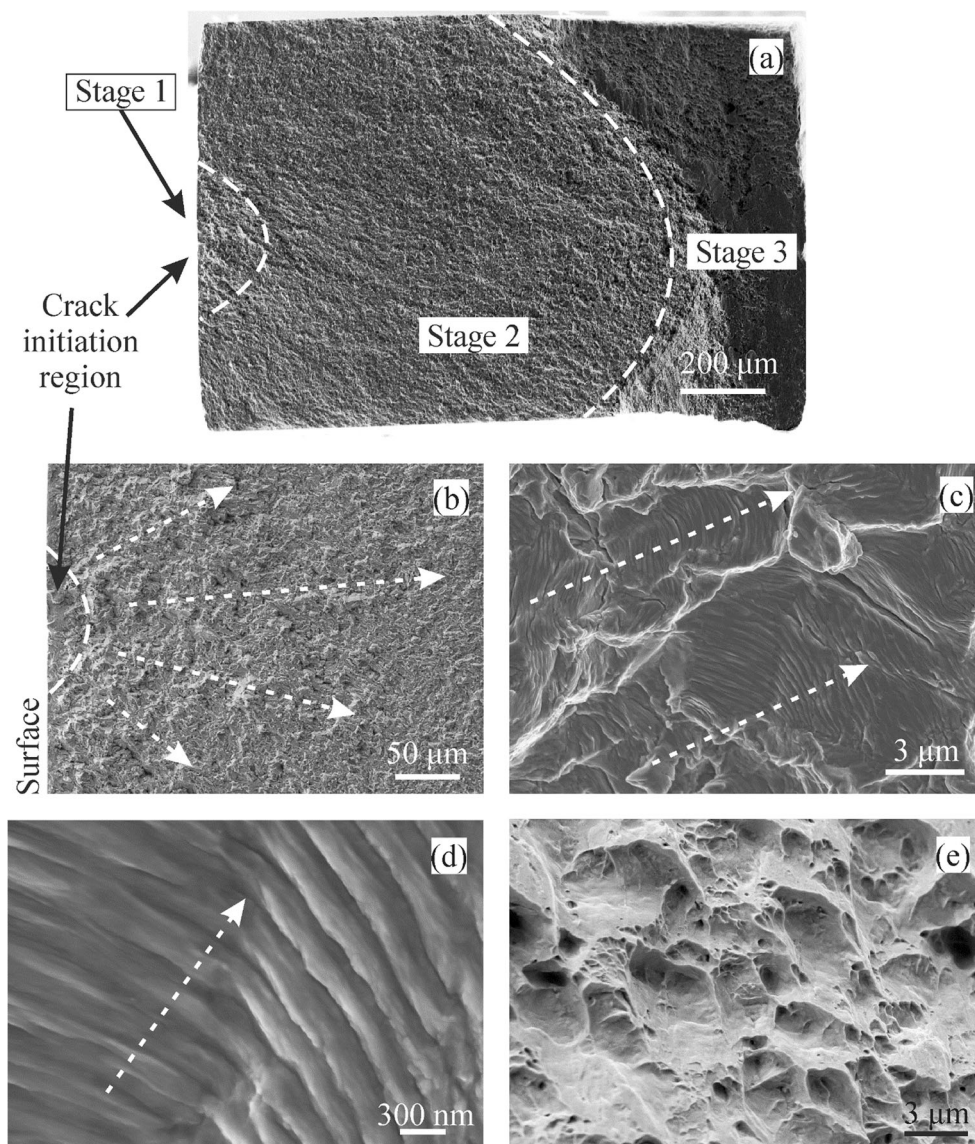 (a)
Stage 1
Stage 3
Crack
initiation
region
Stage 2
200 μm
(b)
(c)
Surface
50 μm
3 μm
(d)
(e)
300 nm
3 μm